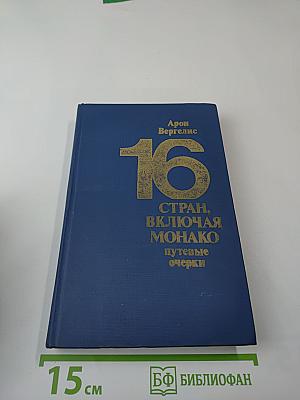 Арон
Вергелис
16
СТРАН,
ВКЛЮЧАЯ
МОНАКО
путевые
очерки
15 см
БФ БИБЛИОФАН